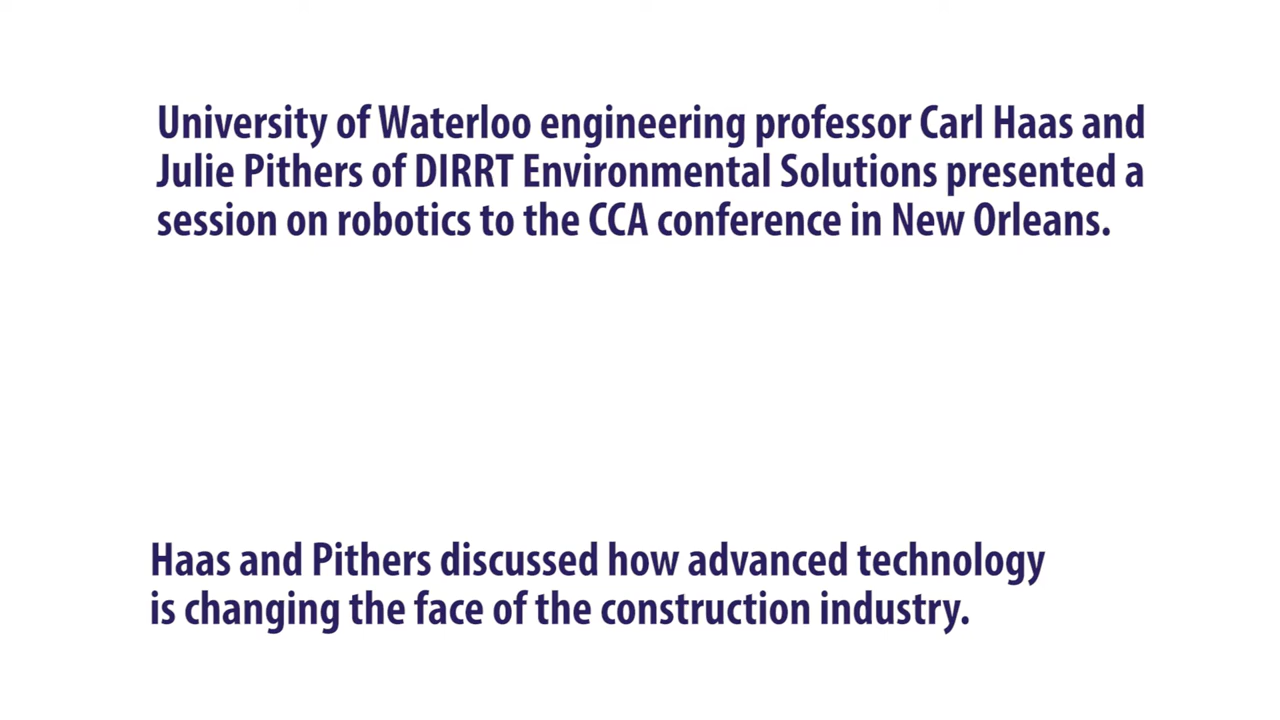 University of Waterloo engineering professor Carl Haas and
Julie Pithers of DIRRT Environmental Solutions presented a
session on robotics to the CCA conference in New Orleans.
Haas and Pithers discussed how advanced technology
is changing the face of the construction industry.